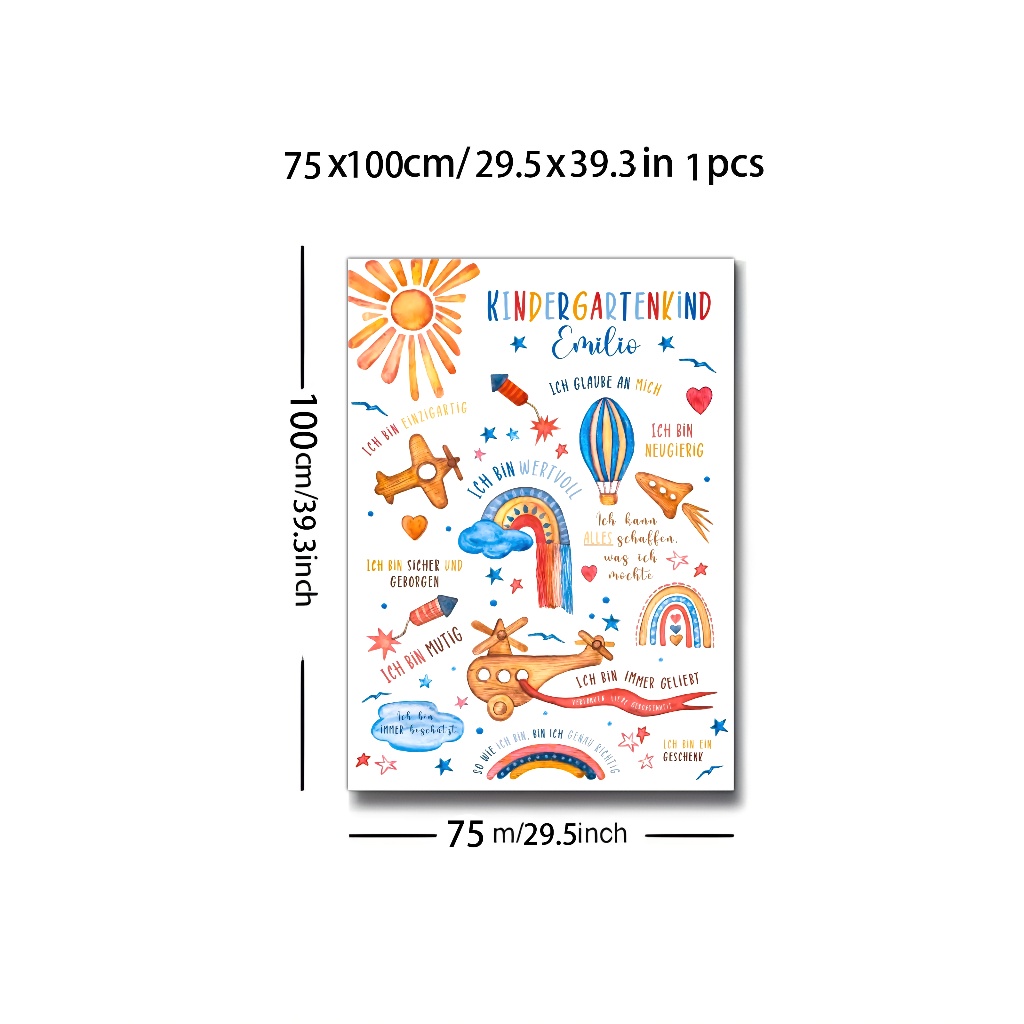 75x100cm/ 29.5x39.3in 1pcs
KINDERGARTENKIND
Emilio
ICH GLAUBE AN MICH
ICH BIN EINZIGARTIG
ICH BIN
NEUGIERIG
ICH BIN WERTVOLL
Ich kann
ALLES schaffen,
was ich
möchte
ICH BIN SICHER UND
GEBORGEN
ICH BIN MUTIG
ICH BIN IMMER GELIEBT
Ich bin
IMMER beschützt
SO WIE ICH BIN, BIN ICH GENAU RICHTIG
ICH BIN EIN
GESCHENK
100cm/39.3inch
75 m/29.5inch